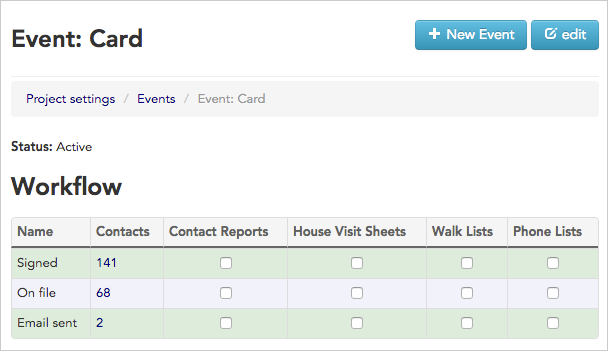 Event: Card
New Event
edit
Project settings / Events / Event: Card
Status: Active
Workflow
Name Contacts Contact Reports House Visit Sheets Walk Lists Phone Lists
Signed 141
On file 68
Email sent 2